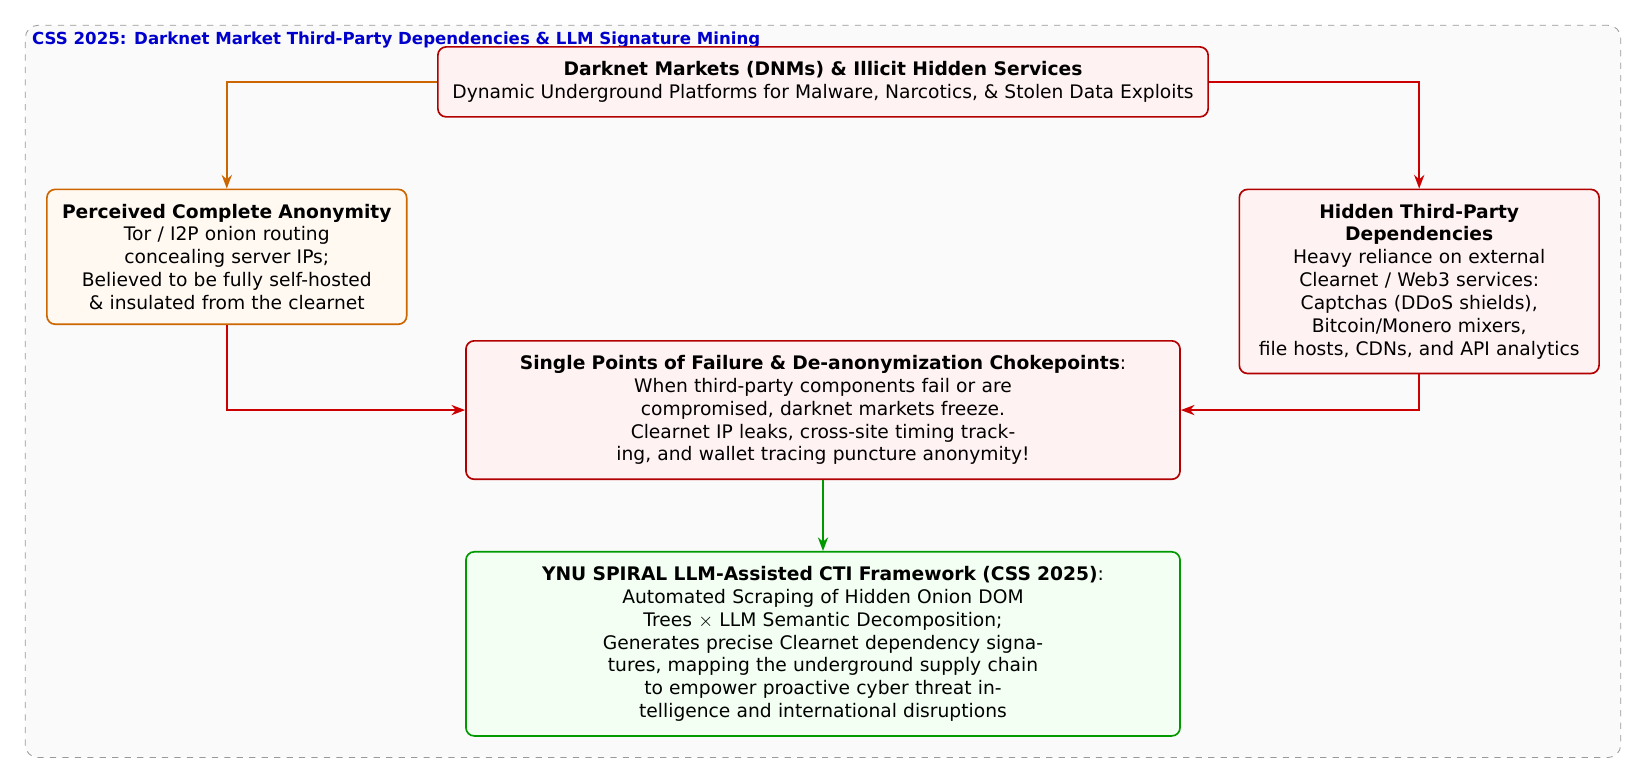 CSS 2025: Darknet Market Third-Party Dependencies & LLM Signature Mining
Darknet Markets (DNMs) & Illicit Hidden Services
Dynamic Underground Platforms for Malware, Narcotics, & Stolen Data Exploits
Perceived Complete Anonymity
Tor / I2P onion routing
concealing server IPs;
Believed to be fully self-hosted
& insulated from the clearnet
Hidden Third-Party
Dependencies
Heavy reliance on external
Clearnet / Web3 services:
Captchas (DDoS shields),
Bitcoin/Monero mixers,
file hosts, CDNs, and API analytics
Single Points of Failure & De-anonymization Chokepoints:
When third-party components fail or are
compromised, darknet markets freeze.
Clearnet IP leaks, cross-site timing track-
ing, and wallet tracing puncture anonymity!
YNU SPIRAL LLM-Assisted CTI Framework (CSS 2025):
Automated Scraping of Hidden Onion DOM
Trees × LLM Semantic Decomposition;
Generates precise Clearnet dependency signa-
tures, mapping the underground supply chain
to empower proactive cyber threat in-
telligence and international disruptions